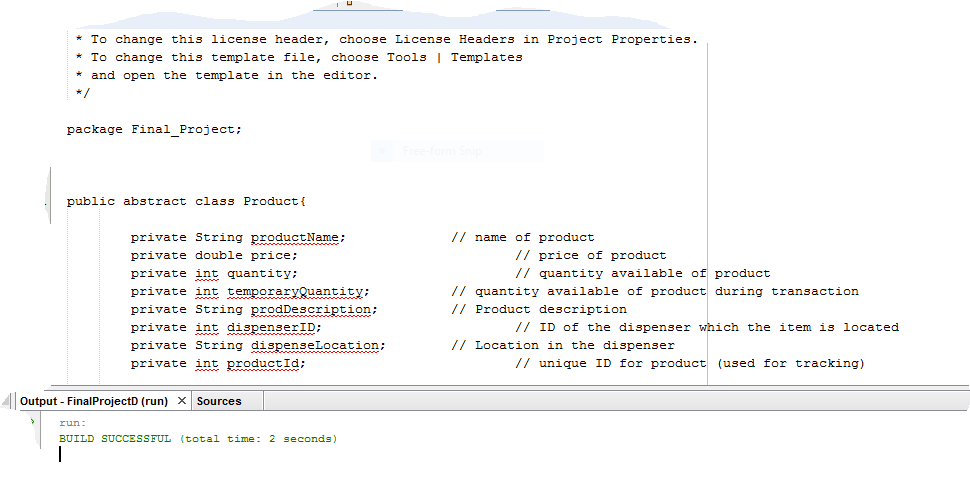 * To change this license header, choose License Headers in Project Properties.
* To change this template file, choose Tools | Templates
* and open the template in the editor.
*/
package Final_Project;
public abstract class Product{
private String productName; // name of product
private double price; // price of product
private int quantity; // quantity available of product
private int temporaryQuantity; // quantity available of product during transaction
private String prodDescription; // Product description
private int dispenserID; // ID of the dispenser which the item is located
private String dispenseLocation; // Location in the dispenser
private int productId; // unique ID for product (used for tracking)
Output - FinalProjectD (run) × Sources
run:
BUILD SUCCESSFUL (total time: 2 seconds)